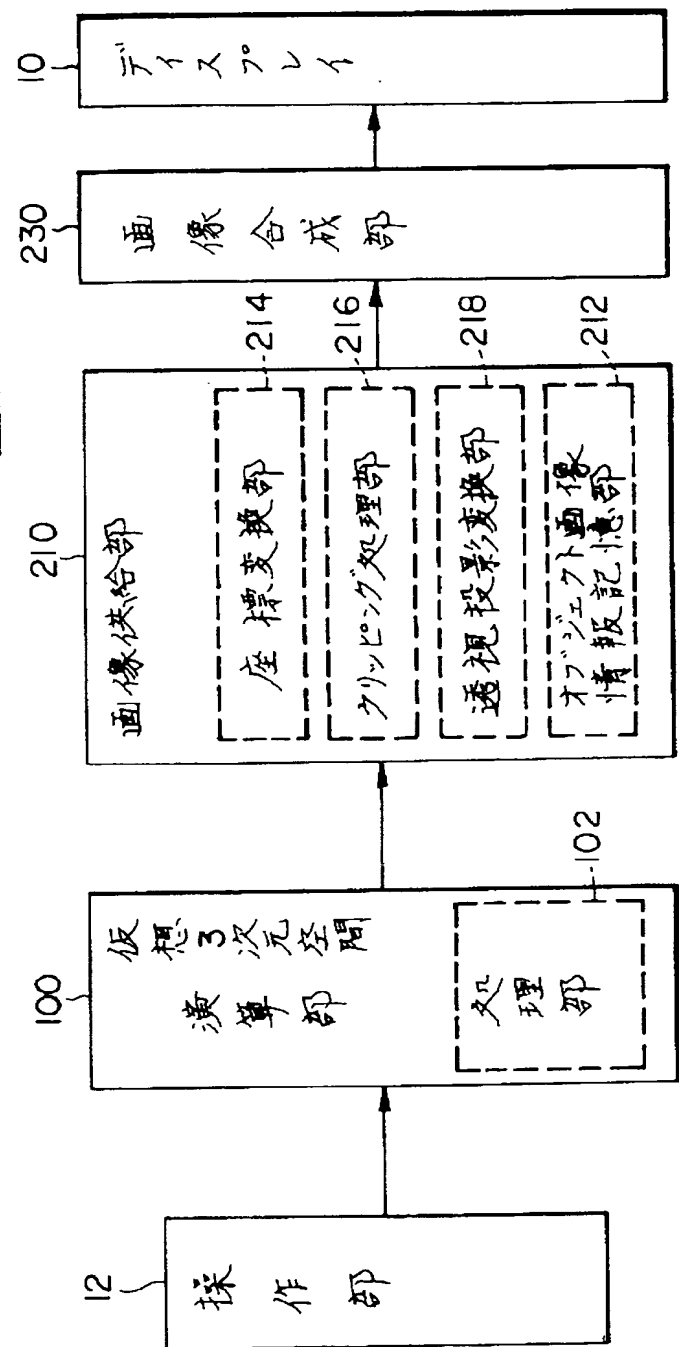 12
操作部
100
仮想3次元空間
演算部
102
処理部
210
画像供給部
214
座標変換部
216
クリッピング処理部
218
透視投影変換部
212
オブジェクト画像
情報記憶部
230
画像合成部
10
ディスプレイ